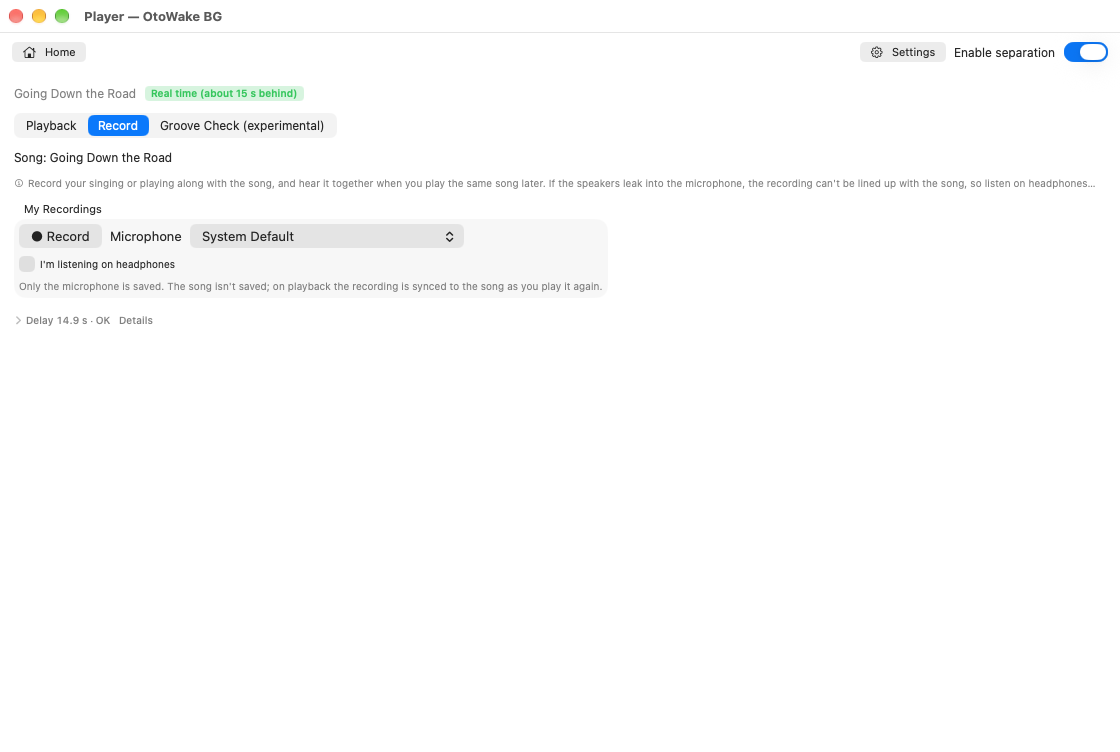 Player — OtoWake BG
Home
Settings
Enable separation
Going Down the Road
Real time (about 15 s behind)
Playback
Record
Groove Check (experimental)
Song: Going Down the Road
Record your singing or playing along with the song, and hear it together when you play the same song later. If the speakers leak into the microphone, the recording can't be lined up with the song, so listen on headphones…
My Recordings
Record
Microphone
System Default
I'm listening on headphones
Only the microphone is saved. The song isn't saved; on playback the recording is synced to the song as you play it again.
Delay 14.9 s · OK
Details